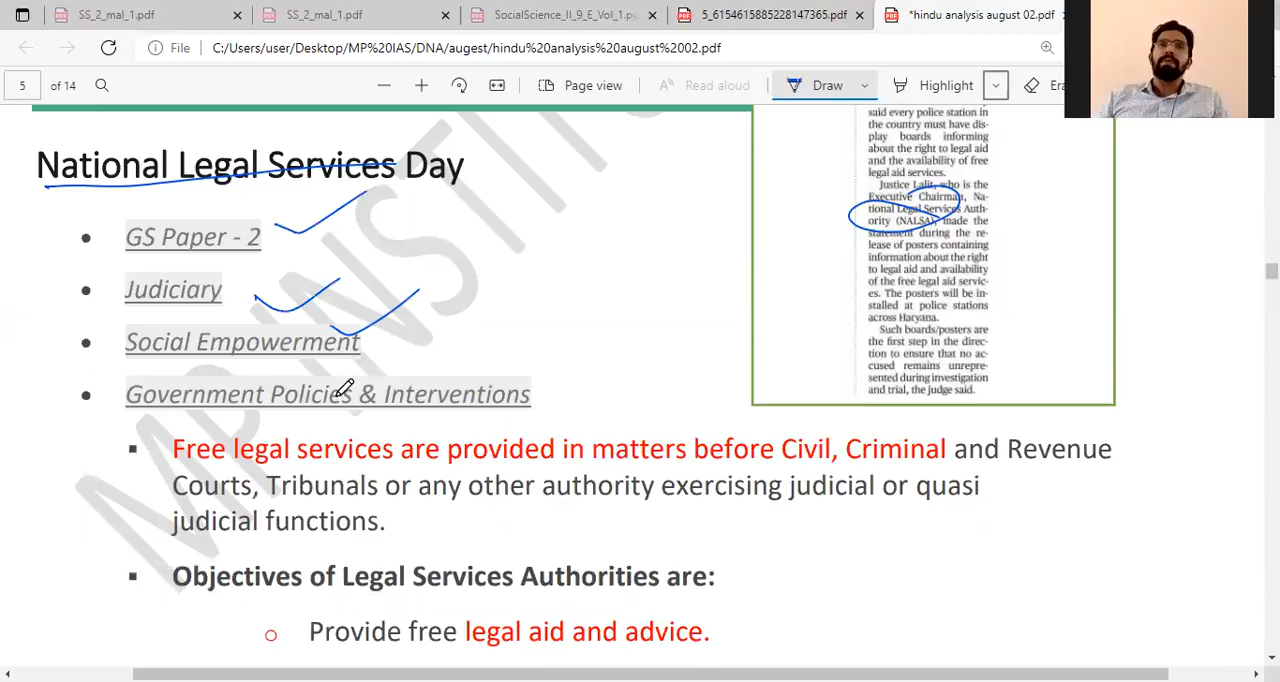 SS_2_mal_1.pdf
SS_2_mal_1.pdf
SocialScience_II_9_E_Vol_1.p
5_6154615885228147365.pdf
*hindu analysis august 02.pdf
File
C:/Users/user/Desktop/MP%20IAS/DNA/augest/hindu%20analysis%20august%2002.pdf
5 of 14
Page view
Read aloud
Draw
Highlight
Era
National Legal Services Day
GS Paper - 2
Judiciary
Social Empowerment
Government Policies & Interventions
Free legal services are provided in matters before Civil, Criminal and Revenue
Courts, Tribunals or any other authority exercising judicial or quasi
judicial functions.
Objectives of Legal Services Authorities are:
Provide free legal aid and advice.
said every police station in
the country must have dis-
play boards informing
about the right to legal aid
and the availability of free
legal aid services.
Justice Lalit, who is the
Executive Chairman, Na-
tional Legal Services Auth-
ority (NALSA), made the
statement during the re-
lease of posters containing
information about the right
to legal aid and availability
of the free legal aid servic-
es. The posters will be in-
stalled at police stations
across Haryana.
Such boards/posters are
the first step in the direc-
tion to ensure that no ac-
cused remains unrepre-
sented during investigation
and trial, the judge said.
MP INSTI